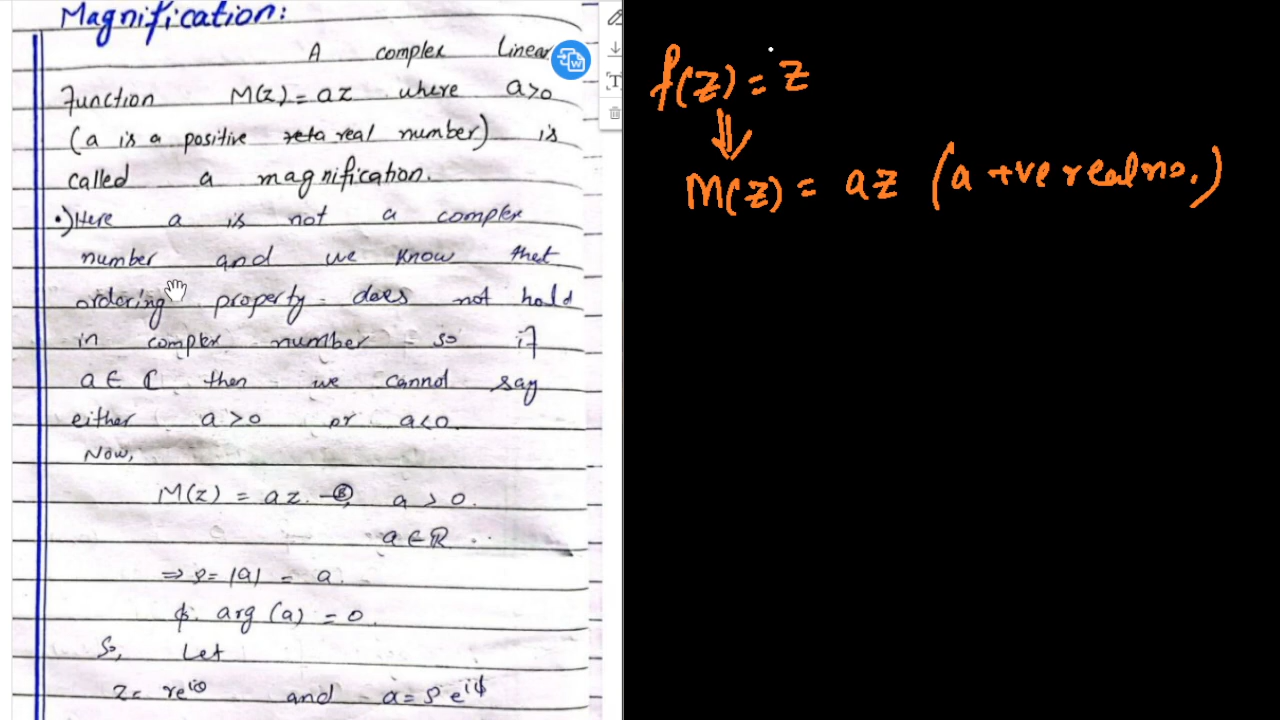 Magnification:
A complex Linear
Function M(z) = az where a>0
(a is a positive real number) is
called a magnification.
•) Here a is not a complex
number and we know that
ordering property does not hold
in complex number so if
a ∈ ℂ then we cannot say
either a>0 or a<0.
Now,
M(z) = az. —② a > 0.
a ∈ ℝ
⇒ ρ = |a| = a.
ϕ. arg (a) = 0.
So, Let
z = re^{iθ} and a = ρe^{iϕ}
f(z) = z
⇓
M(z) = az (a +ve real no.)